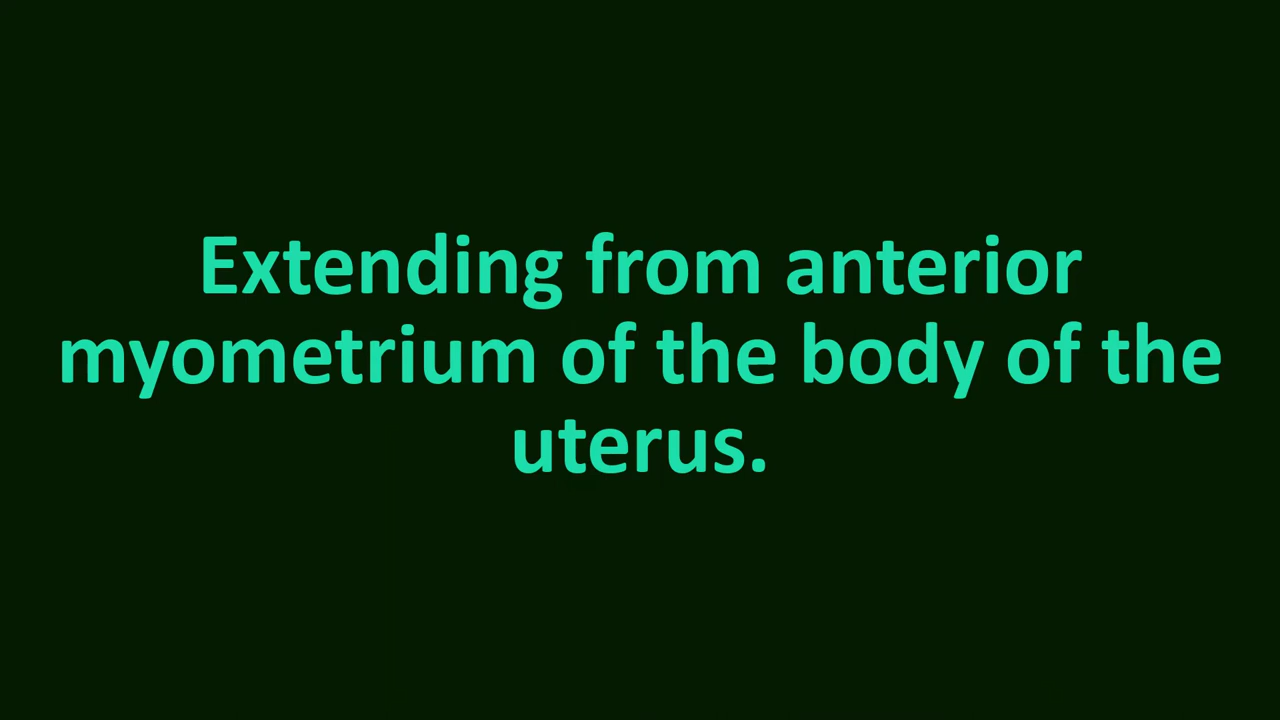 Extending from anterior
myometrium of the body of the
uterus.